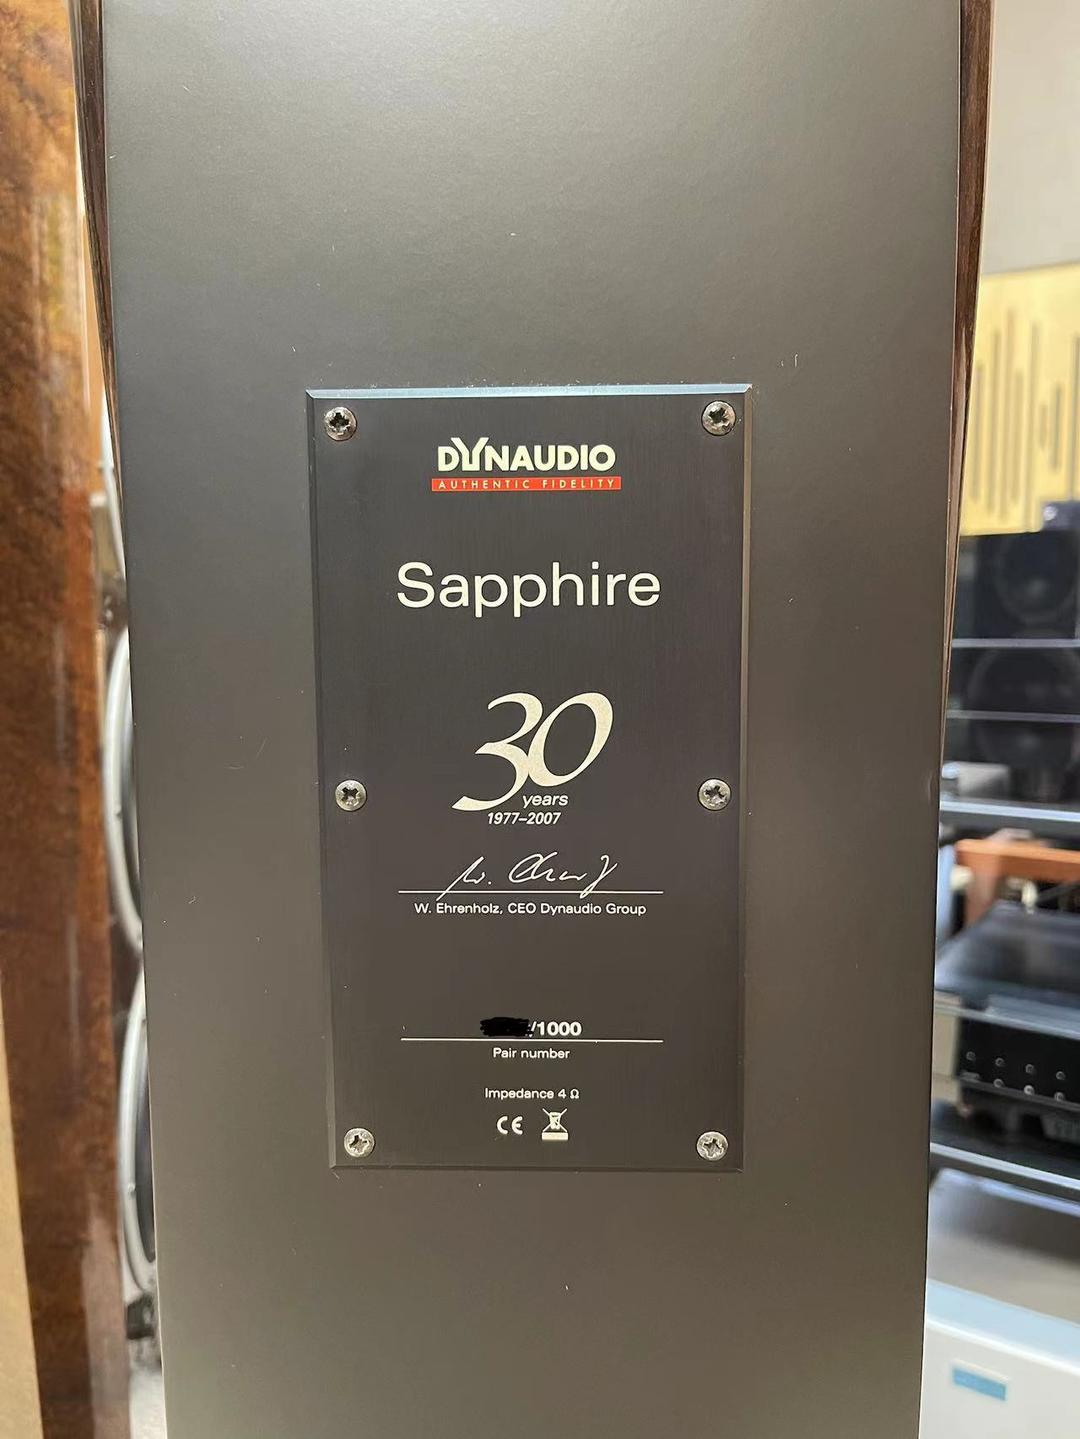 DYNAUDIO
AUTHENTIC FIDELITY
Sapphire
30
years
1977–2007
W. Ehrenholz, CEO Dynaudio Group
/1000
Pair number
Impedance 4 Ω
CE